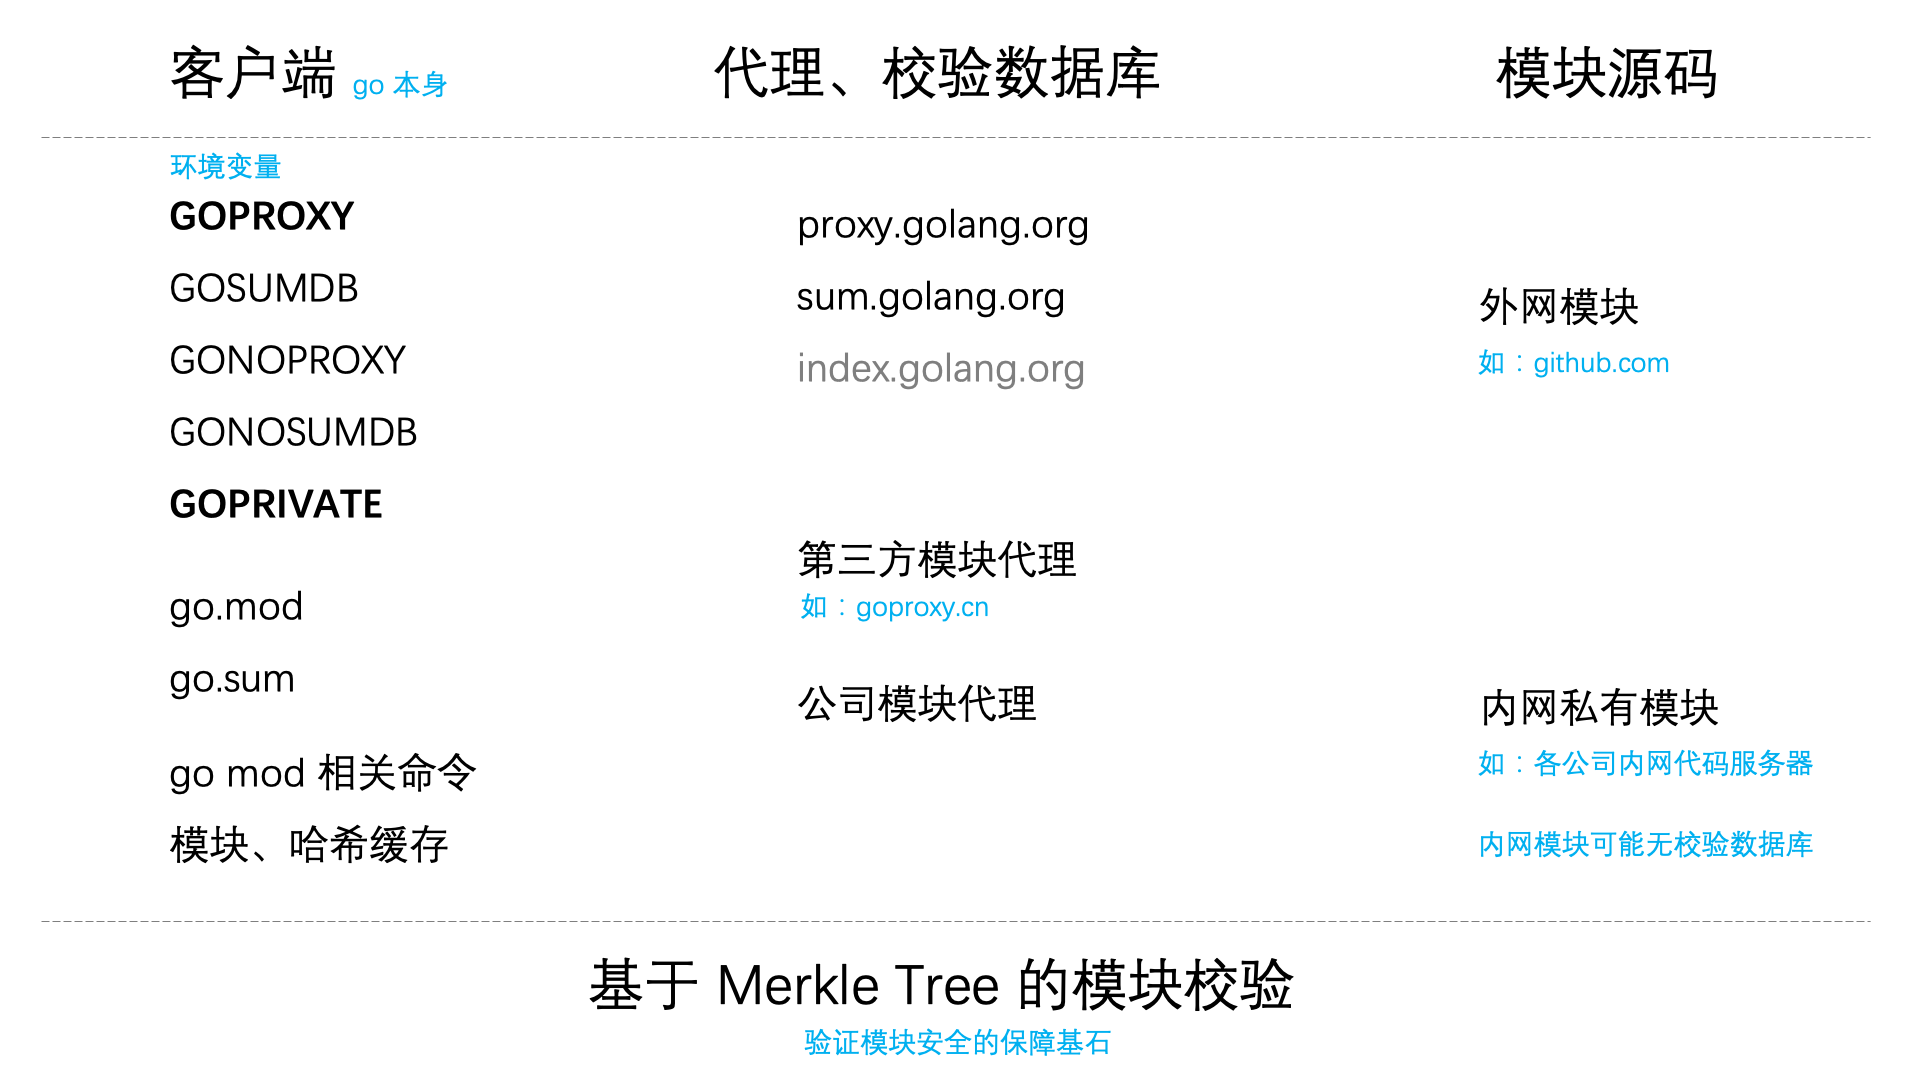 客户端 go 本身
代理、校验数据库
模块源码
环境变量
GOPROXY
GOSUMDB
GONOPROXY
GONOSUMDB
GOPRIVATE
go.mod
go.sum
go mod 相关命令
模块、哈希缓存
proxy.golang.org
sum.golang.org
index.golang.org
第三方模块代理
如：goproxy.cn
公司模块代理
外网模块
如：github.com
内网私有模块
如：各公司内网代码服务器
内网模块可能无校验数据库
基于 Merkle Tree 的模块校验
验证模块安全的保障基石